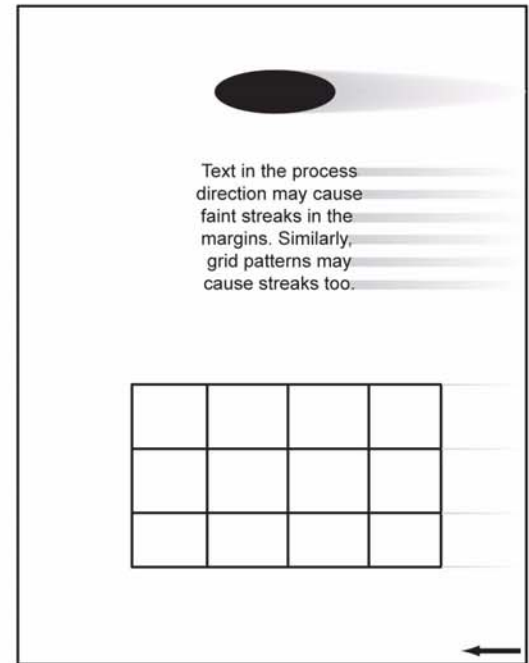 Text in the process
direction may cause
faint streaks in the
margins. Similarly,
grid patterns may
cause streaks too.